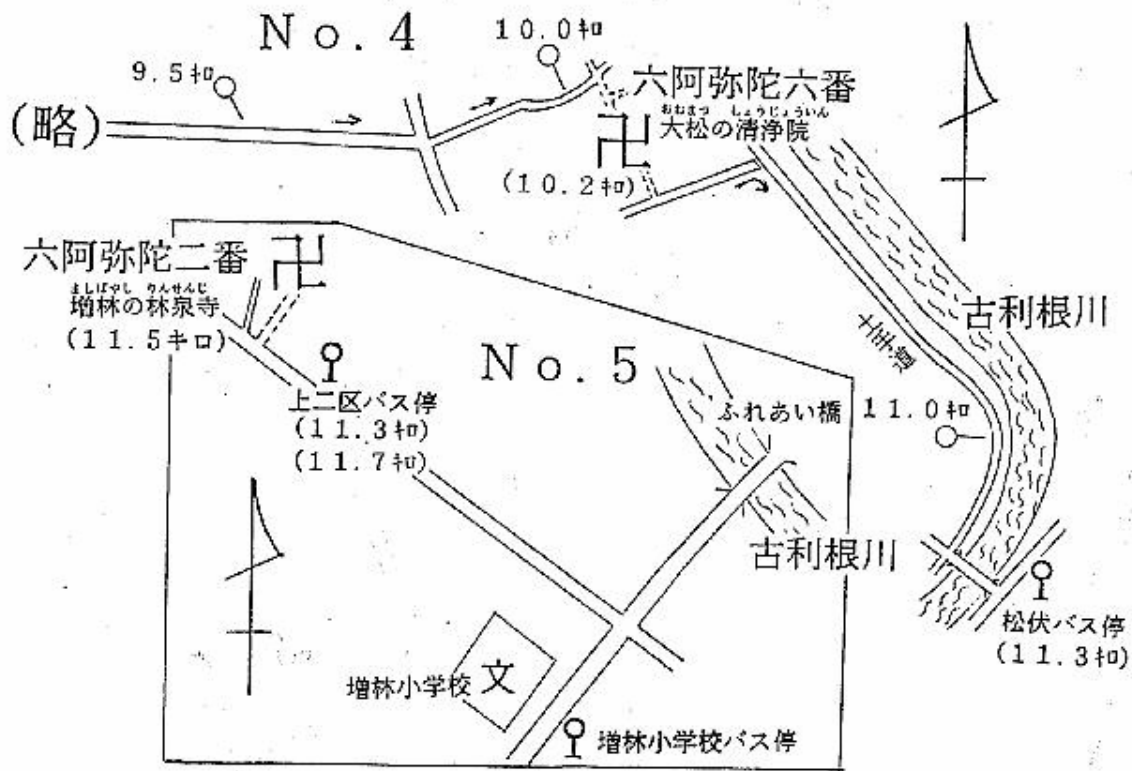 No.4
10.0キロ
9.5キロ
(略)
六阿弥陀六番
おおまつ しょうじょういん
大松の清浄院
卍
(10.2キロ)
六阿弥陀二番
卍
ましばやし りんせんじ
増林の林泉寺
(11.5キロ)
古利根川
土手道
No.5
上二区バス停
(11.3キロ)
(11.7キロ)
ふれあい橋
11.0キロ
古利根川
松伏バス停
(11.3キロ)
増林小学校
文
増林小学校バス停